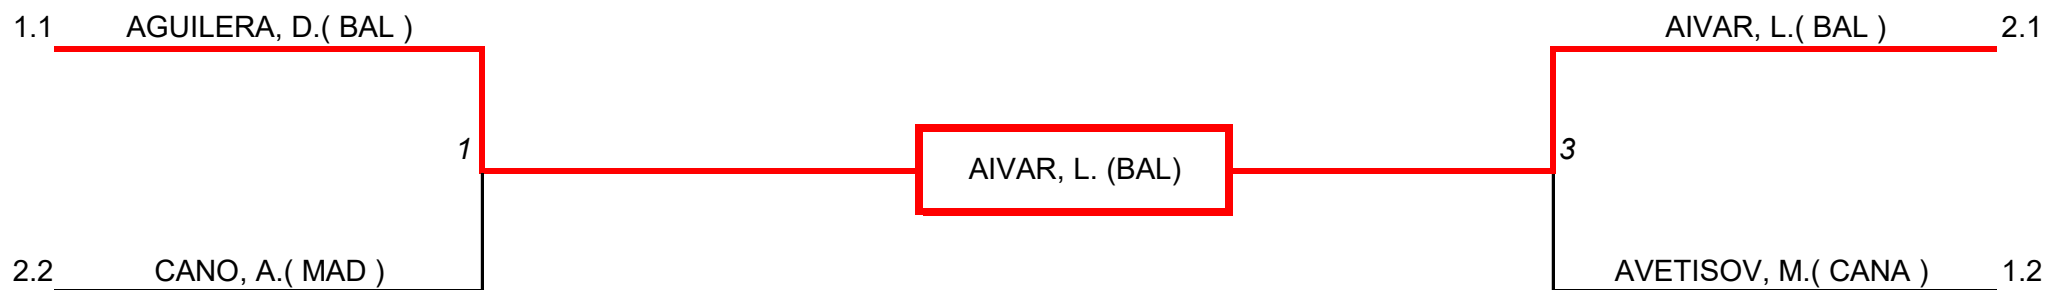 1.1 AGUILERA, D.( BAL ) AIVAR, L.( BAL ) 2.1
1 3
AIVAR, L. (BAL)
2.2 CANO, A.( MAD ) AVETISOV, M.( CANA ) 1.2